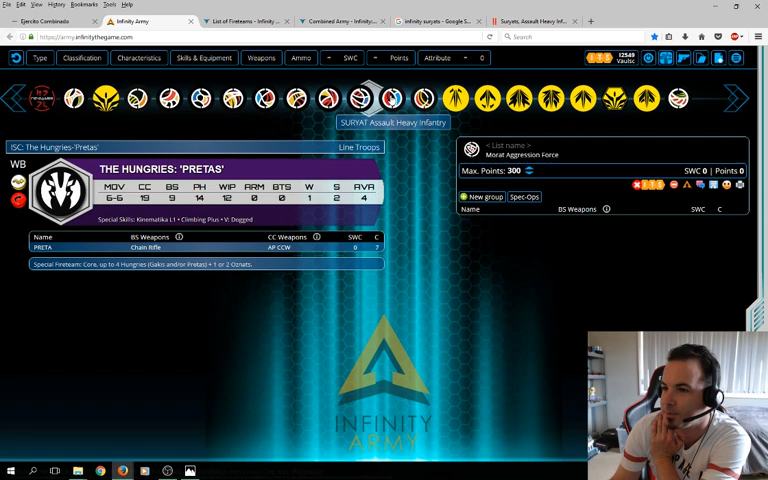 File Edit View History Bookmarks Tools Help
Ejercito Combinado
Infinity Army
List of Fireteams - Infinity
Combined Army - Infinity:
infinity suryats - Google S...
Suryats, Assault Heavy Inf...
https://army.infinitythegame.com
Search
Type Classification Characteristics Skills & Equipment Weapons Ammo - SWC - Points Attribute - 0
ITS
SURYAT Assault Heavy Infantry
ISC: The Hungries-'Pretas' Line Troops
WB
THE HUNGRIES: 'PRETAS'
MOV CC BS PH WIP ARM BTS W S AVA
6-6 19 9 14 12 0 0 1 2 4
Special Skills: Kinematika L1 • Climbing Plus • V: Dogged
Name BS Weapons CC Weapons SWC C
PRETA Chain Rifle AP CCW 0 7
Special Fireteam: Core, up to 4 Hungries (Gakis and/or Pretas) + 1 or 2 Oznats.
< List name >
Morat Aggression Force
Max. Points: 300 SWC 0 | Points 0
ITS
New group Spec-Ops
Name BS Weapons SWC C
INFINITY
ARMY